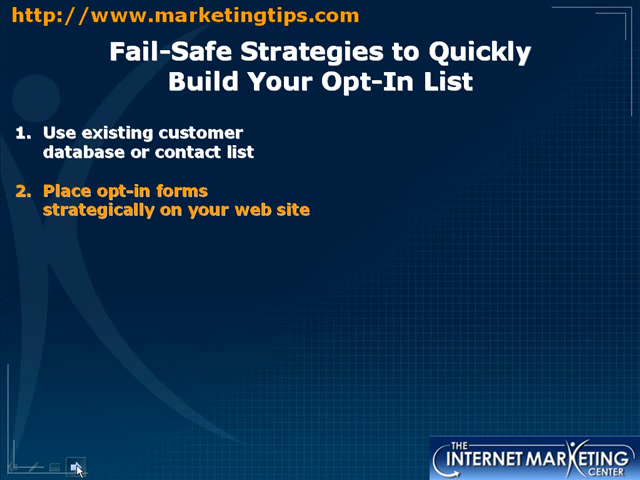 http://www.marketingtips.com
Fail-Safe Strategies to Quickly
Build Your Opt-In List
1. Use existing customer
database or contact list
2. Place opt-in forms
strategically on your web site
THE
INTERNET MARKETING
CENTER